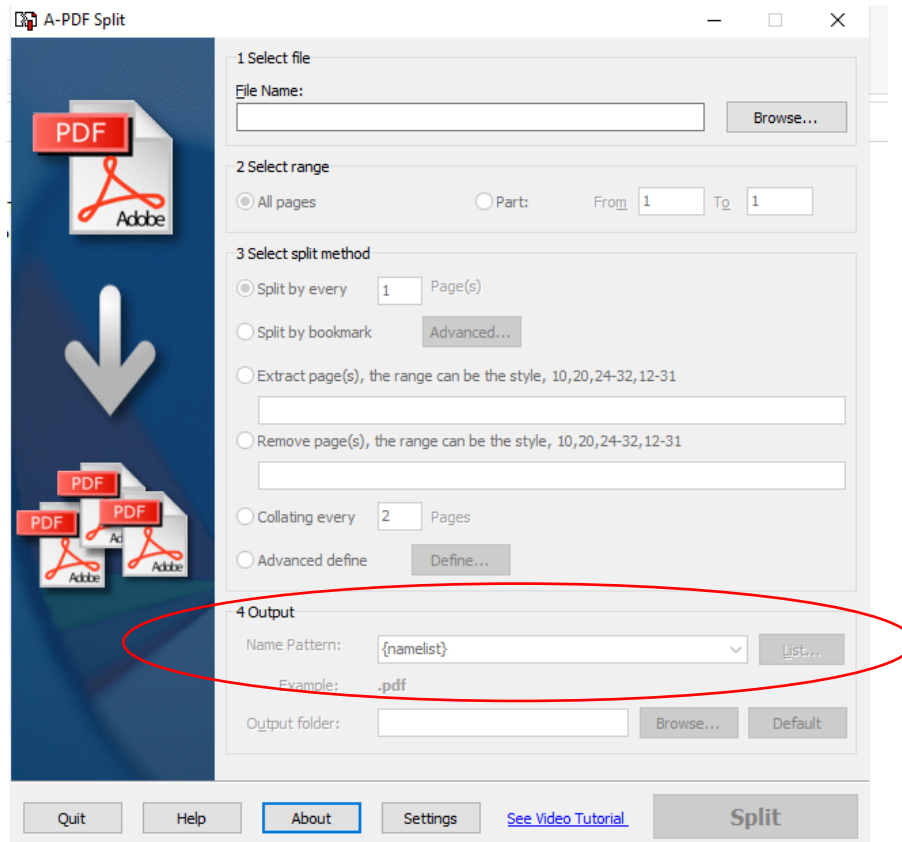 A-PDF Split
1 Select file
File Name:
Browse...
PDF
Adobe
2 Select range
All pages
Part:
From 1
To 1
3 Select split method
Split by every 1 Page(s)
Split by bookmark
Advanced...
Extract page(s), the range can be the style, 10,20,24-32,12-31
Remove page(s), the range can be the style, 10,20,24-32,12-31
Collating every 2 Pages
Advanced define
Define...
PDF
PDF
PDF
Ad
Adobe
Adobe
4 Output
Name Pattern: {namelist}
List...
Example: .pdf
Output folder:
Browse...
Default
Quit
Help
About
Settings
See Video Tutorial
Split